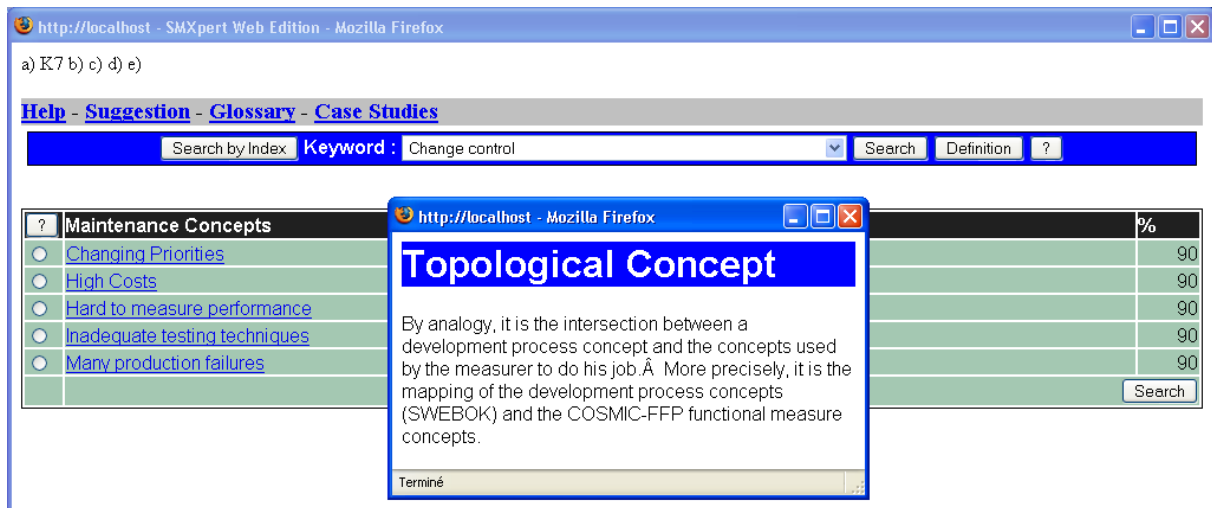 http://localhost - SMXpert Web Edition - Mozilla Firefox
a) K7 b) c) d) e)
Help - Suggestion - Glossary - Case Studies
Search by Index Keyword : Change control Search Definition ?
? Maintenance Concepts %
Changing Priorities 90
High Costs 90
Hard to measure performance 90
Inadequate testing techniques 90
Many production failures 90
Search
http://localhost - Mozilla Firefox
Topological Concept
By analogy, it is the intersection between a
development process concept and the concepts used
by the measurer to do his job.Â More precisely, it is the
mapping of the development process concepts
(SWEBOK) and the COSMIC-FFP functional measure
concepts.
Terminé